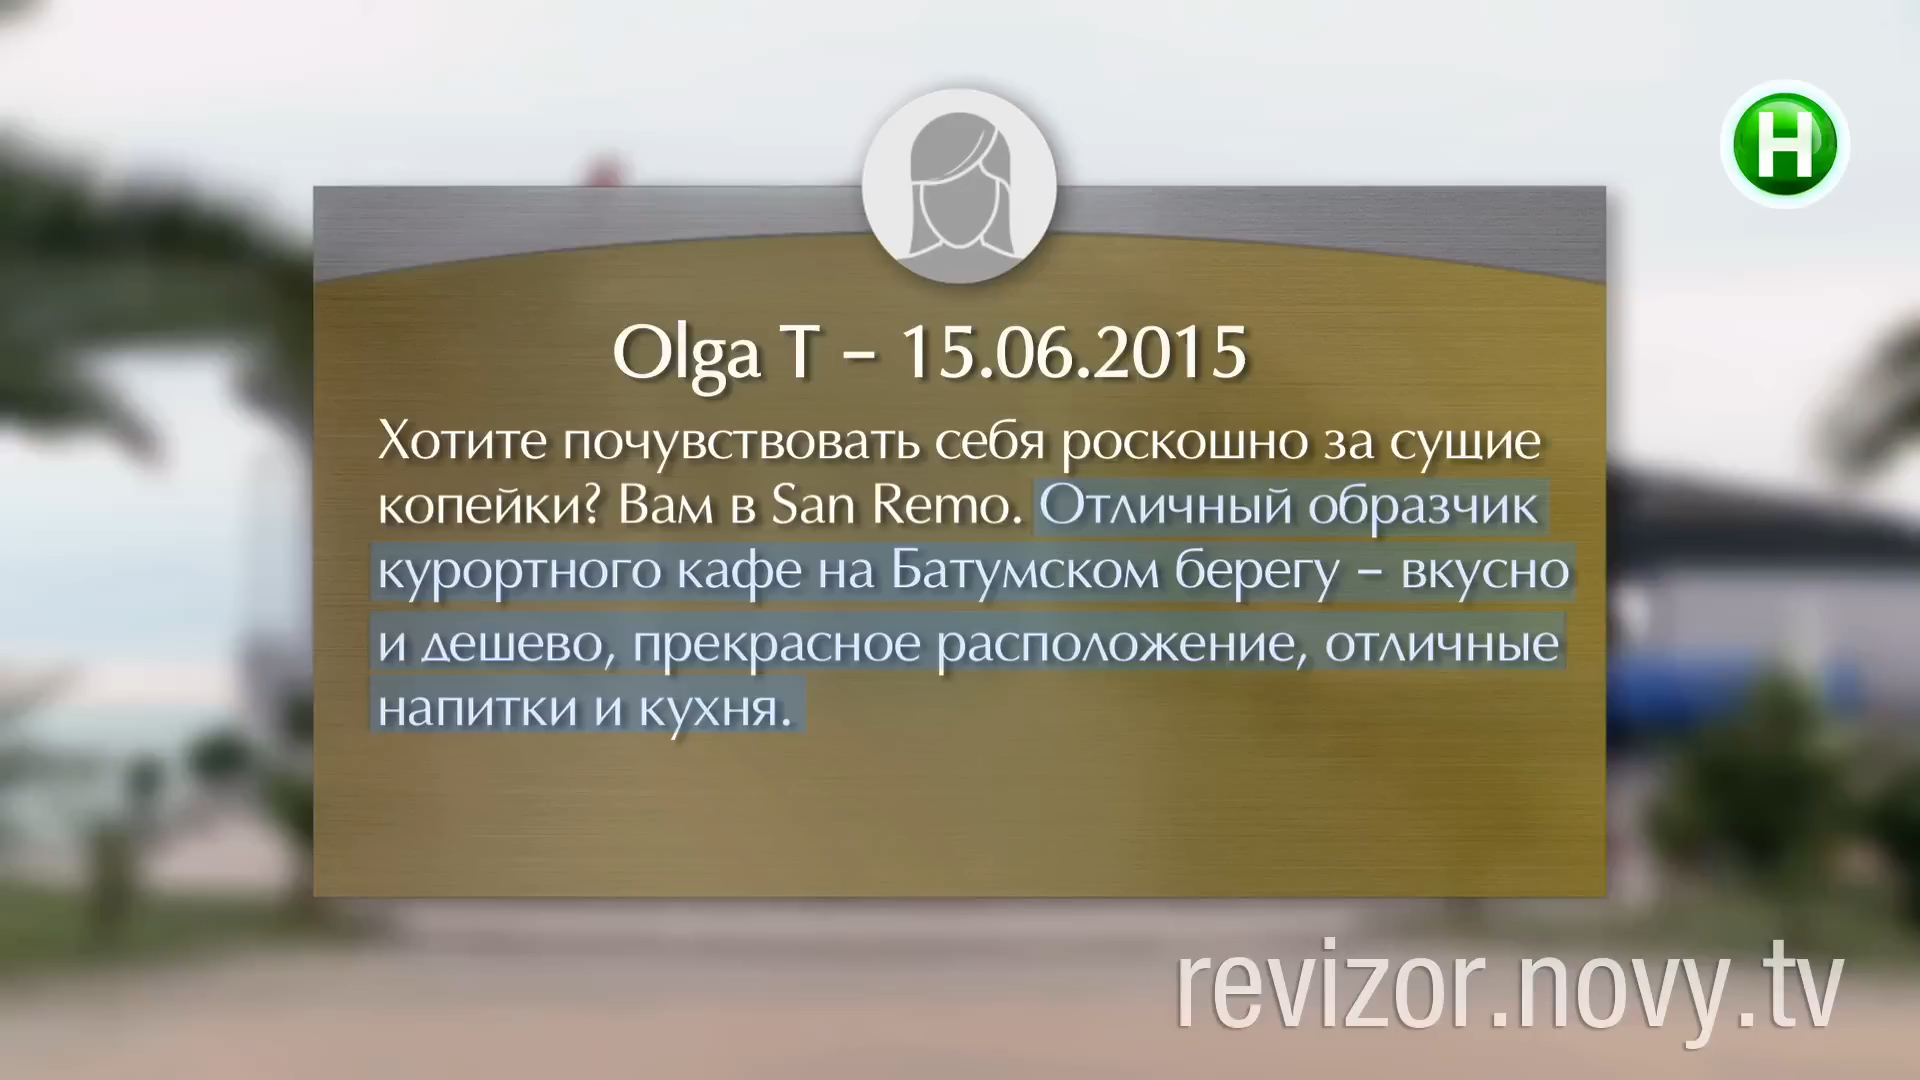 Н
Olga T – 15.06.2015
Хотите почувствовать себя роскошно за сущие
копейки? Вам в San Remo. Отличный образчик
курортного кафе на Батумском берегу – вкусно
и дешево, прекрасное расположение, отличные
напитки и кухня.
revizor.novy.tv